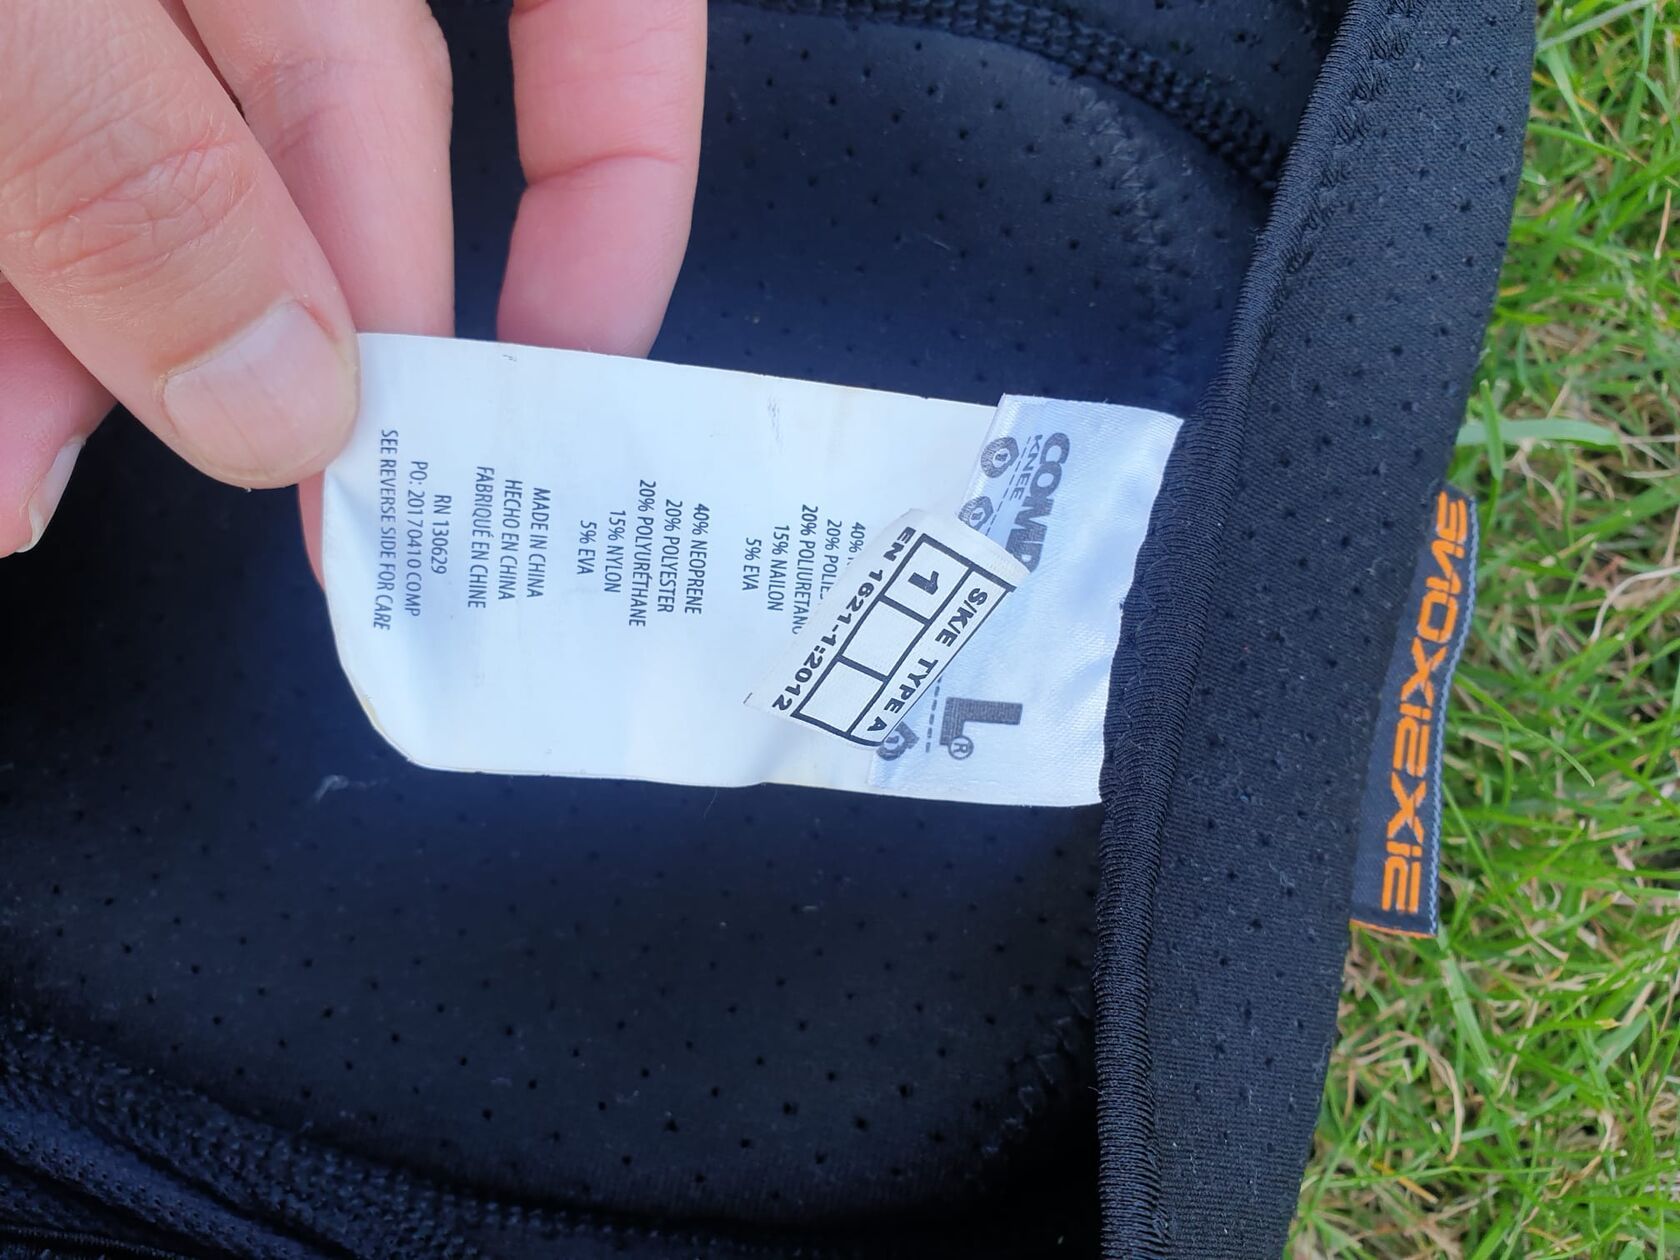 COMP
KNEE
L®
S/K/E TYPE A
1
EN 1621-1:2012
40%
20% POLIE
20% POLIURETANO
15% NAILON
5% EVA
40% NEOPRENE
20% POLYESTER
20% POLYURÉTHANE
15% NYLON
5% EVA
MADE IN CHINA
HECHO EN CHINA
FABRIQUÉ EN CHINE
RN 130629
PO: 20170410 COMP
SEE REVERSE SIDE FOR CARE
SIXSIXONE